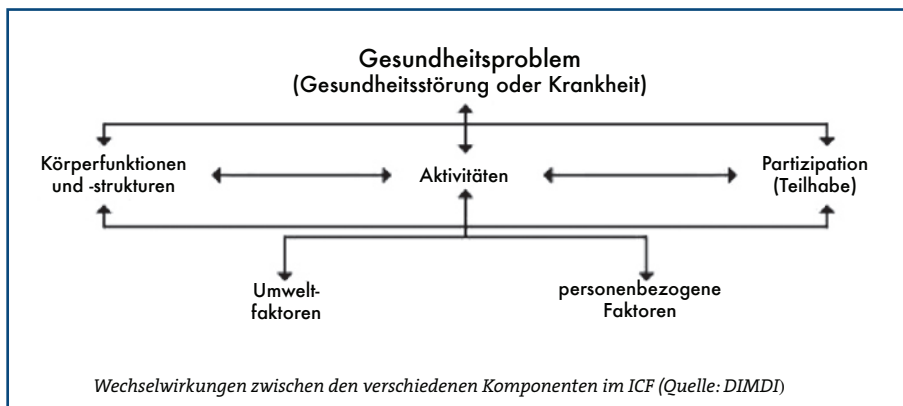 Gesundheitsproblem
(Gesundheitsstörung oder Krankheit)
Körperfunktionen
und -strukturen
Aktivitäten
Partizipation
(Teilhabe)
Umwelt-
faktoren
personenbezogene
Faktoren
Wechselwirkungen zwischen den verschiedenen Komponenten im ICF (Quelle: DIMDI)